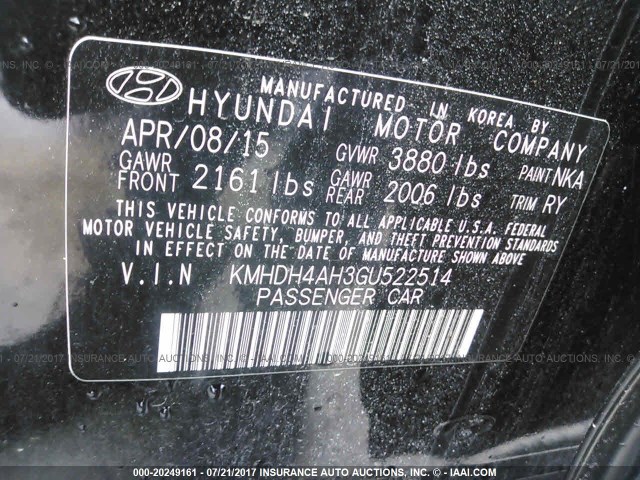 MANUFACTURED IN KOREA BY
HYUNDAI MOTOR COMPANY
APR/08/15 GVWR 3880 lbs PAINT NKA
GAWR FRONT 2161 lbs GAWR REAR 2006 lbs TRIM RY
THIS VEHICLE CONFORMS TO ALL APPLICABLE U.S.A. FEDERAL
MOTOR VEHICLE SAFETY, BUMPER, AND THEFT PREVENTION STANDARDS
IN EFFECT ON THE DATE OF MANUFACTURE SHOWN ABOVE.
V.I.N KMHDH4AH3GU522514
PASSENGER CAR
000-20249161 - 07/21/2017 INSURANCE AUTO AUCTIONS, INC. - IAAI.COM